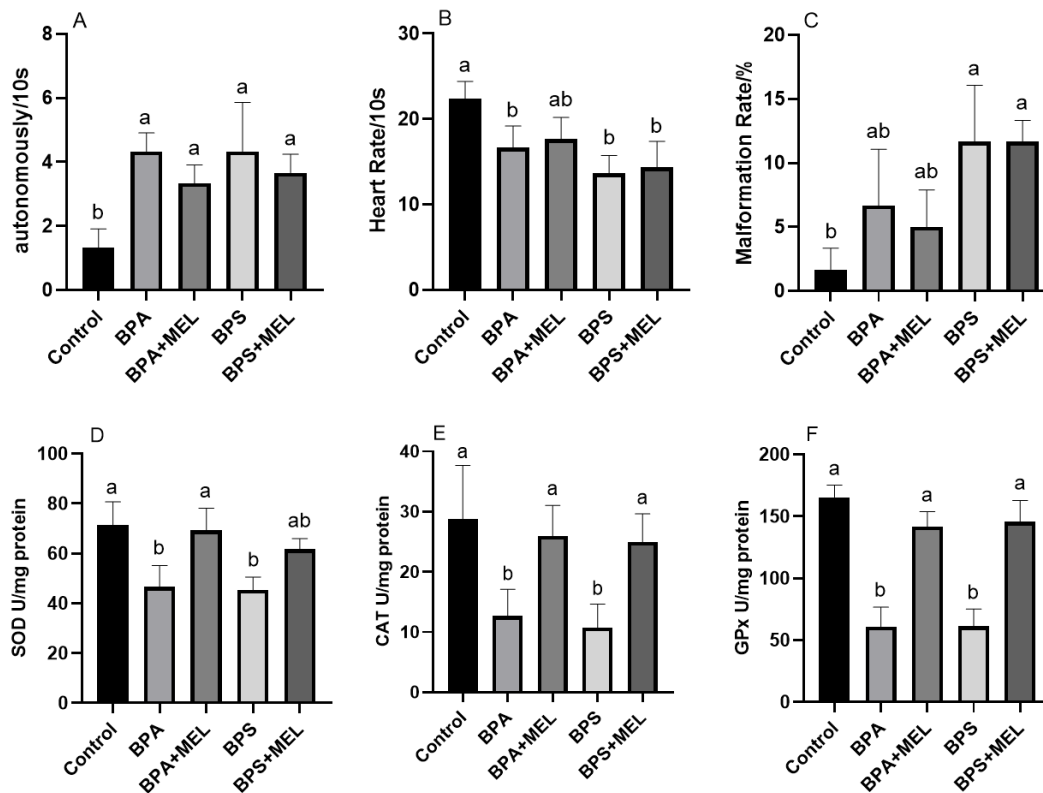 A
autonomously/10s
8
6
4
2
0
b
a
a
a
a
Control
BPA
BPA+MEL
BPS
BPS+MEL
B
Heart Rate/10s
30
20
10
0
a
b
ab
b
b
Control
BPA
BPA+MEL
BPS
BPS+MEL
C
Malformation Rate/%
20
15
10
5
0
b
ab
ab
a
a
Control
BPA
BPA+MEL
BPS
BPS+MEL
D
SOD U/mg protein
100
80
60
40
20
0
a
b
a
b
ab
Control
BPA
BPA+MEL
BPS
BPS+MEL
E
CAT U/mg protein
40
30
20
10
0
a
b
a
b
a
Control
BPA
BPA+MEL
BPS
BPS+MEL
F
GPx U/mg protein
200
150
100
50
0
a
b
a
b
a
Control
BPA
BPA+MEL
BPS
BPS+MEL